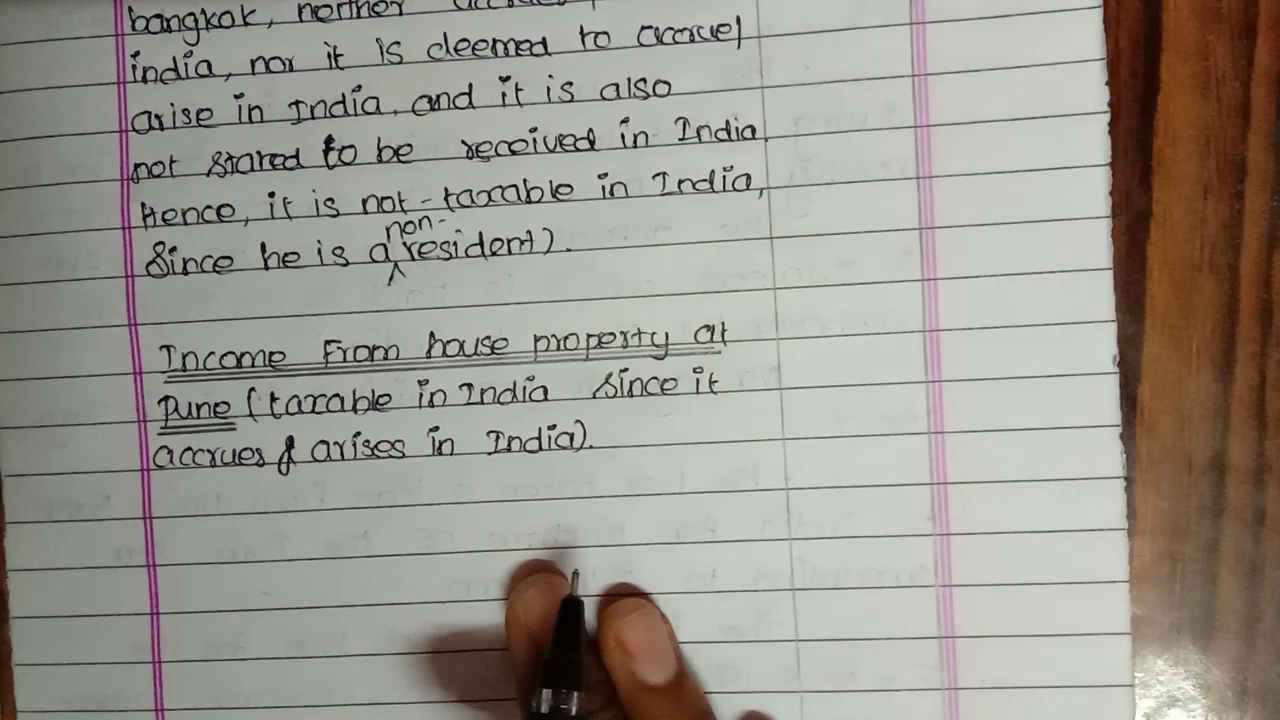 bangkok, neither
india, nor it is deemed to accrue/
arise in India, and it is also
not stared to be received in India
Hence, it is not-taxable in India,
Since he is a non-resident).
Income From house property at
Pune (taxable in India since it
accrues & arises in India).